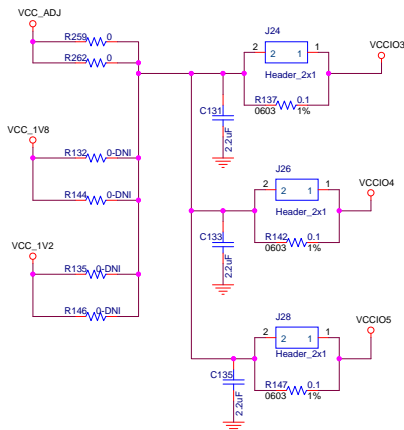 VCC_ADJ
R259 0
R262 0
J24
2 2 1 1
Header_2x1
VCCIO3
R137 0.1
0603 1%
C131
2.2uF
VCC_1V8
R132 0-DNI
R144 0-DNI
J26
2 2 1 1
Header_2x1
VCCIO4
R142 0.1
0603 1%
C133
2.2uF
VCC_1V2
R135 0-DNI
R146 0-DNI
J28
2 2 1 1
Header_2x1
VCCIO5
R147 0.1
0603 1%
C135
2.2uF